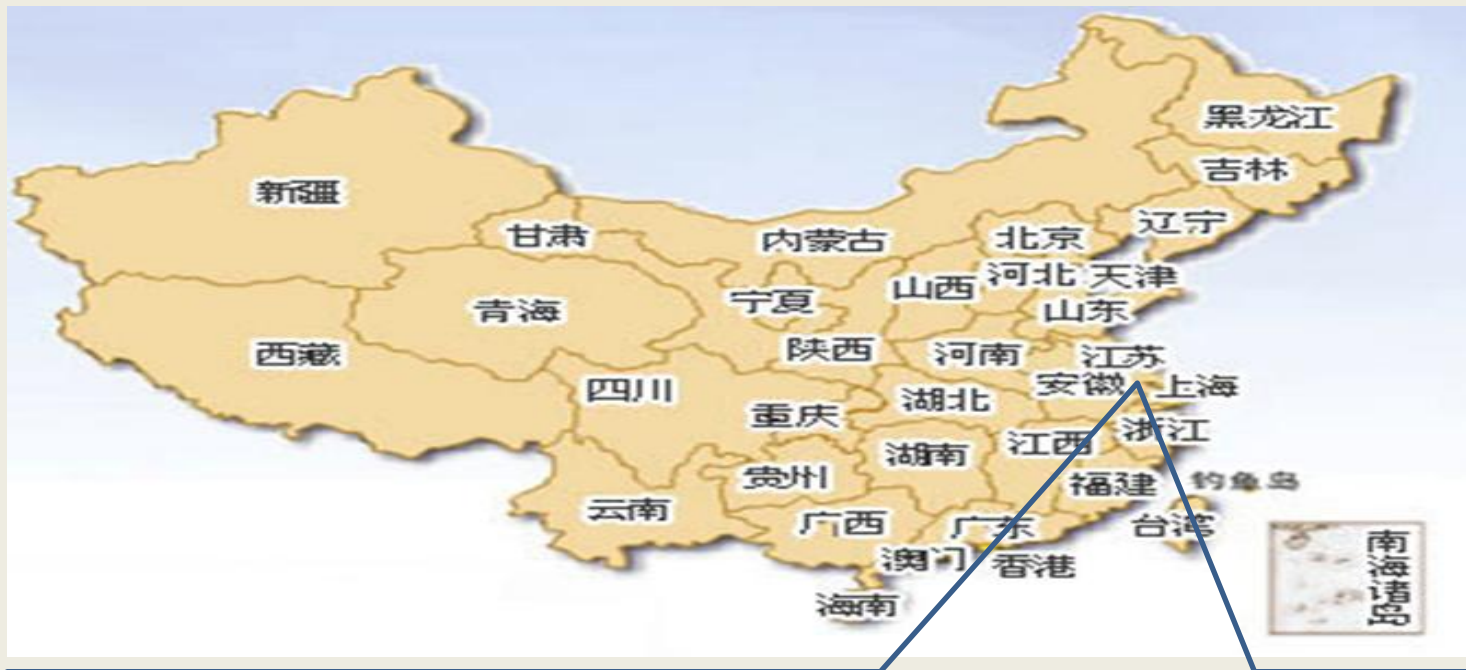 黑龙江
吉林
新疆
辽宁
甘肃
内蒙古
北京
河北
天津
山西
宁夏
青海
山东
陕西
河南
江苏
西藏
安徽
上海
四川
湖北
重庆
浙江
江西
湖南
贵州
福建
钓鱼岛
云南
广西
广东
台湾
澳门
香港
海南
南海诸岛